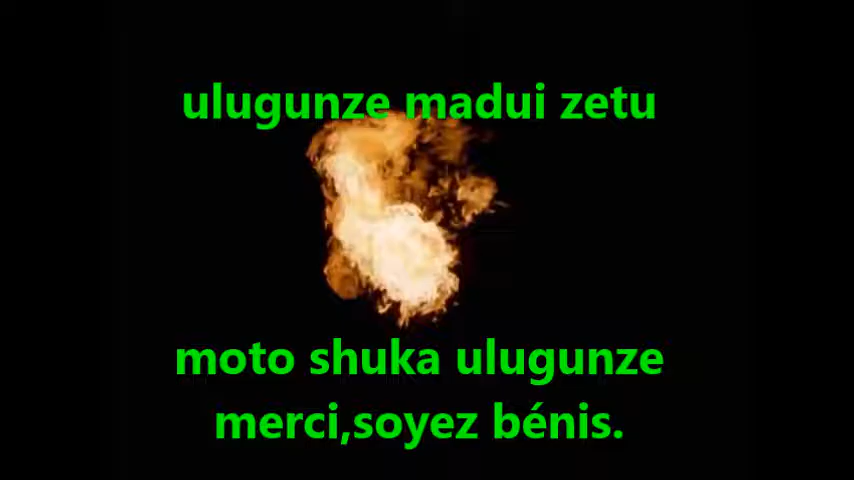 ulugunze madui zetu
moto shuka ulugunze
merci,soyez bénis.